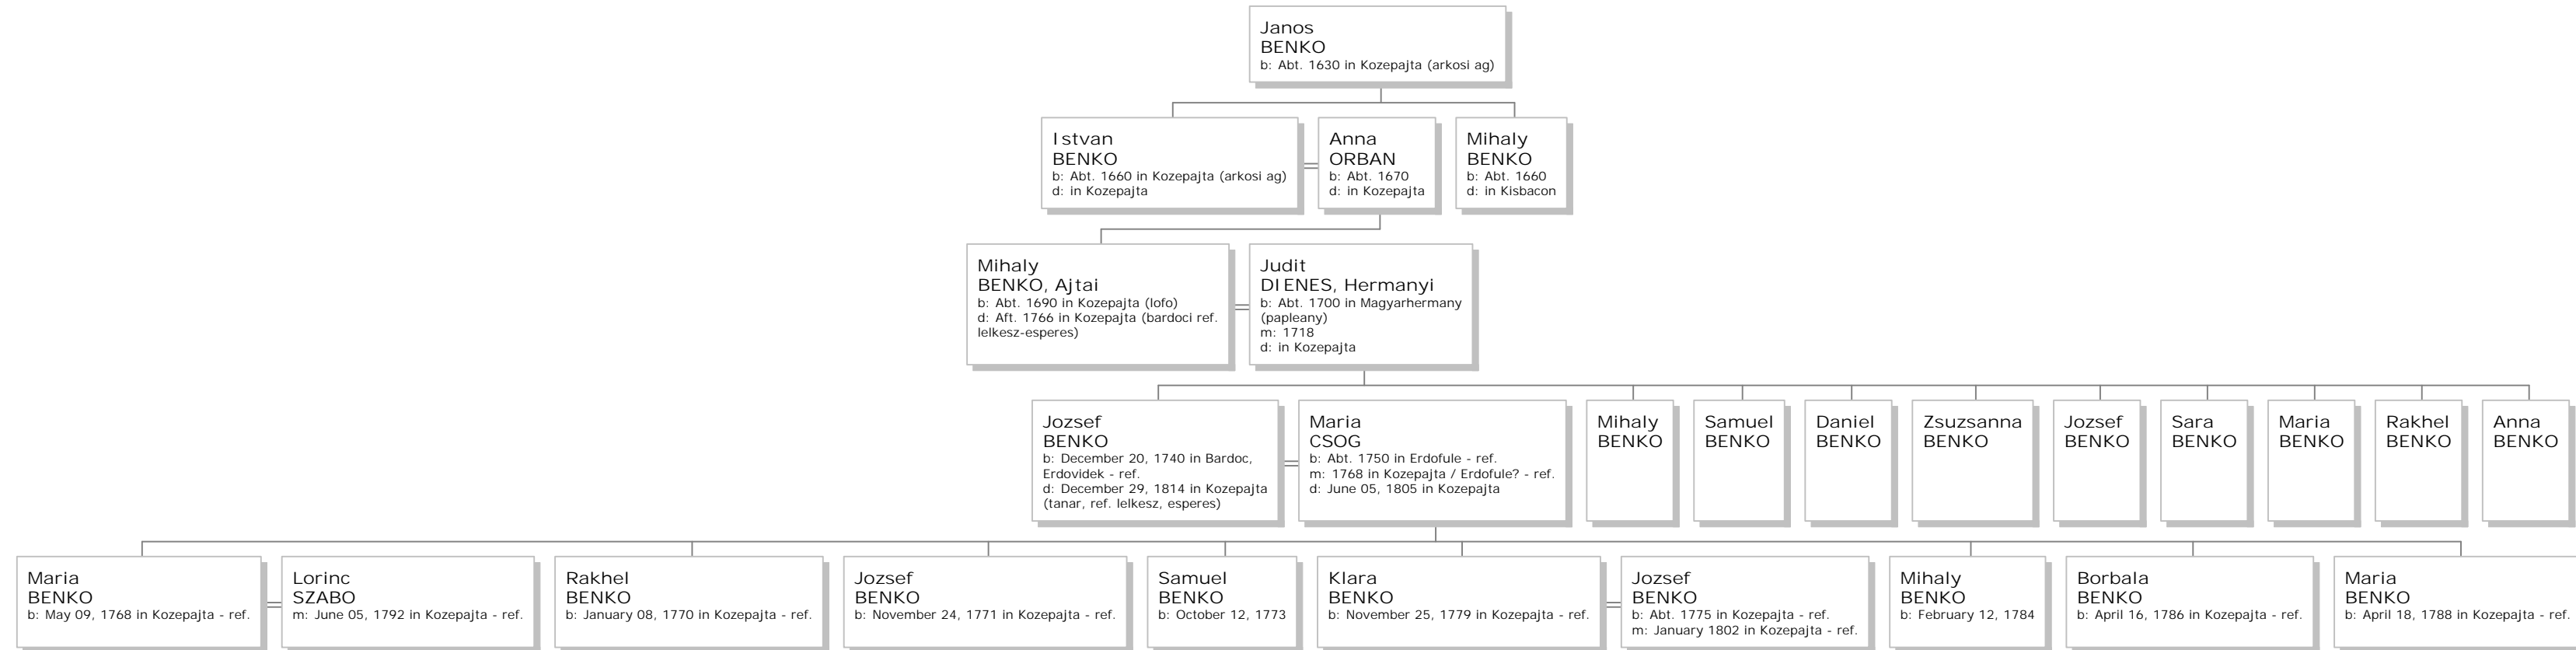 Janos
BENKO
b: Abt. 1630 in Kozepajta (arkosi ag)
Istvan
BENKO
b: Abt. 1660 in Kozepajta (arkosi ag)
d: in Kozepajta
Anna
ORBAN
b: Abt. 1670
d: in Kozepajta
Mihaly
BENKO
b: Abt. 1660
d: in Kisbacon
Mihaly
BENKO, Ajtai
b: Abt. 1690 in Kozepajta (lofo)
d: Aft. 1766 in Kozepajta (bardoci ref.
lelkesz-esperes)
Judit
DIENES, Hermanyi
b: Abt. 1700 in Magyarhermany
(papleany)
m: 1718
d: in Kozepajta
Jozsef
BENKO
b: December 20, 1740 in Bardoc,
Erdovidek - ref.
d: December 29, 1814 in Kozepajta
(tanar, ref. lelkesz, esperes)
Maria
CSOG
b: Abt. 1750 in Erdofule - ref.
m: 1768 in Kozepajta / Erdofule? - ref.
d: June 05, 1805 in Kozepajta
Mihaly
BENKO
Samuel
BENKO
Daniel
BENKO
Zsuzsanna
BENKO
Jozsef
BENKO
Sara
BENKO
Maria
BENKO
Rakhel
BENKO
Anna
BENKO
Maria
BENKO
b: May 09, 1768 in Kozepajta - ref.
Lorinc
SZABO
m: June 05, 1792 in Kozepajta - ref.
Rakhel
BENKO
b: January 08, 1770 in Kozepajta - ref.
Jozsef
BENKO
b: November 24, 1771 in Kozepajta - ref.
Samuel
BENKO
b: October 12, 1773
Klara
BENKO
b: November 25, 1779 in Kozepajta - ref.
Jozsef
BENKO
b: Abt. 1775 in Kozepajta - ref.
m: January 1802 in Kozepajta - ref.
Mihaly
BENKO
b: February 12, 1784
Borbala
BENKO
b: April 16, 1786 in Kozepajta - ref.
Maria
BENKO
b: April 18, 1788 in Kozepajta - ref.